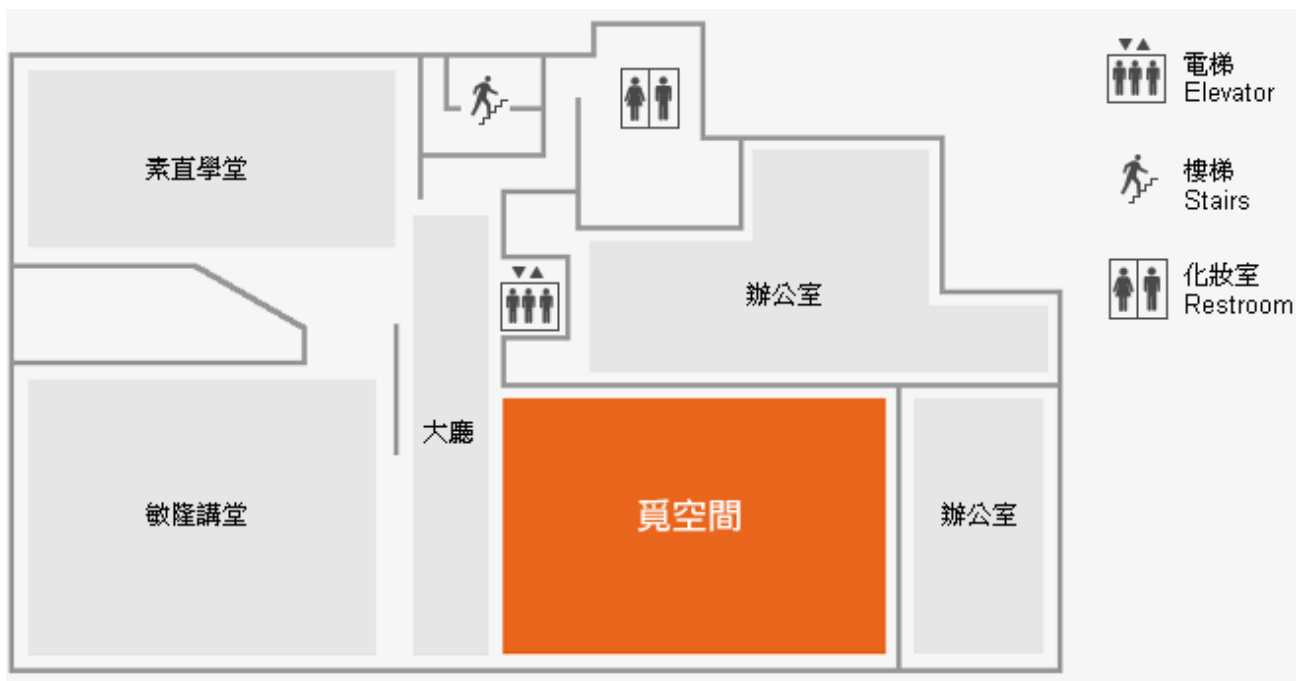 電梯
Elevator
素直學堂
樓梯
Stairs
辦公室
化妝室
Restroom
大廳
敏隆講堂
覓空間
辦公室